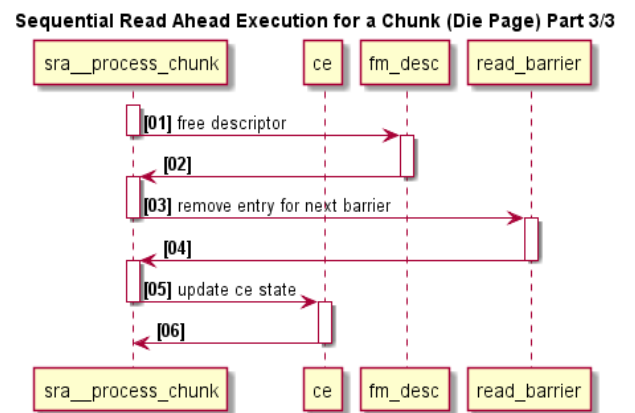 Sequential Read Ahead Execution for a Chunk (Die Page) Part 3/3
sra__process_chunk ce fm_desc read_barrier
[01] free descriptor
[02]
[03] remove entry for next barrier
[04]
[05] update ce state
[06]
sra__process_chunk ce fm_desc read_barrier